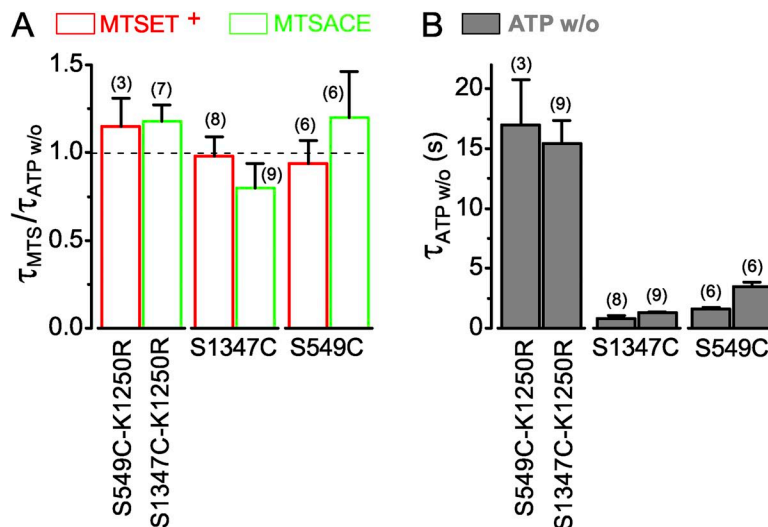 A MTSET + MTSACE
τMTS/τATP w/o
1.5
1.0
0.5
0.0
(3) (7) (8) (9) (6) (6)
S549C-K1250R
S1347C-K1250R
S1347C
S549C
B ATP w/o
τATP w/o (s)
20
15
10
5
0
(3) (9) (8) (9) (6) (6)
S549C-K1250R
S1347C-K1250R
S1347C
S549C